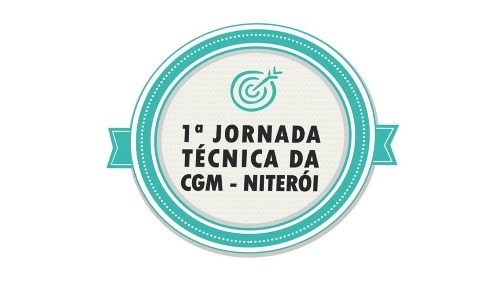 1ª JORNADA
TÉCNICA DA
CGM - NITERÓI